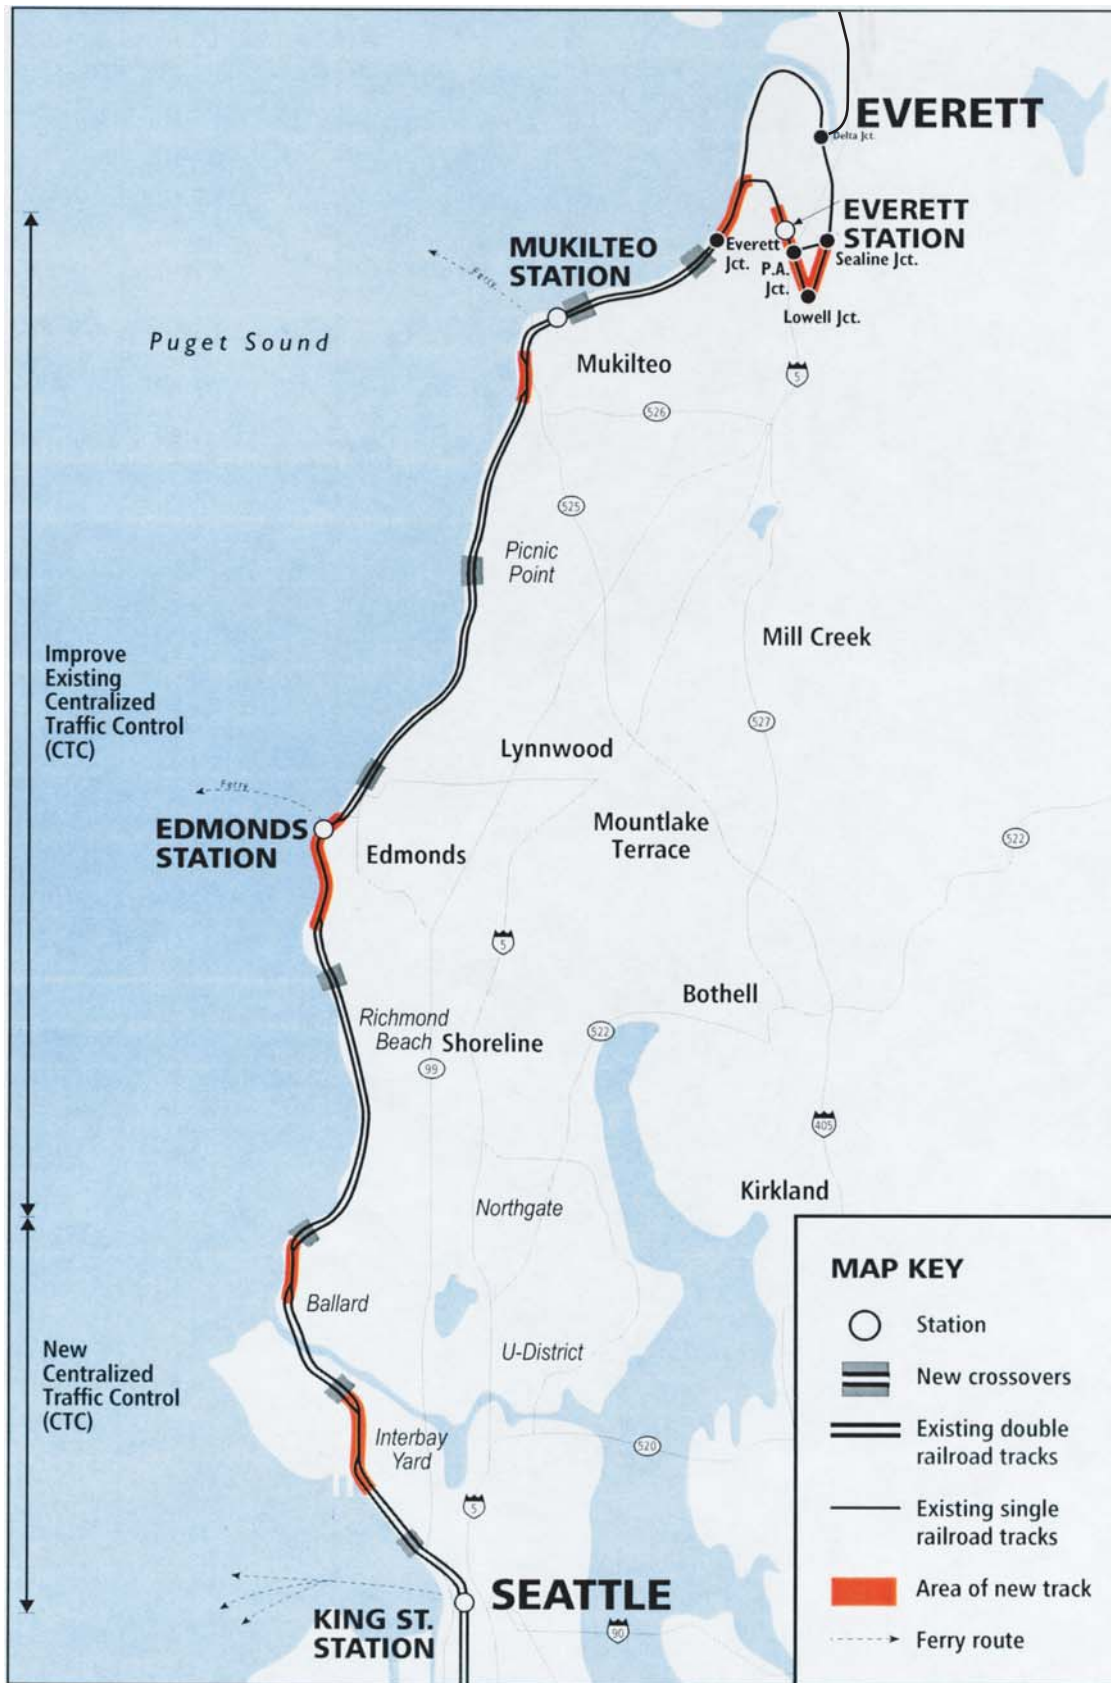 EVERETT
Delta Jct.
EVERETT
STATION
Everett
Jct.
P.A.
Jct.
Sealine Jct.
Lowell Jct.
MUKILTEO
STATION
Ferry
Puget Sound
Mukilteo
5
526
525
Picnic
Point
Mill Creek
527
Improve
Existing
Centralized
Traffic Control
(CTC)
Lynnwood
Ferry
EDMONDS
STATION
Edmonds
Mountlake
Terrace
522
5
Bothell
Richmond
Beach
Shoreline
522
99
405
Northgate
Kirkland
New
Centralized
Traffic Control
(CTC)
Ballard
U-District
Interbay
Yard
520
5
SEATTLE
KING ST.
STATION
90
MAP KEY
Station
New crossovers
Existing double
railroad tracks
Existing single
railroad tracks
Area of new track
Ferry route